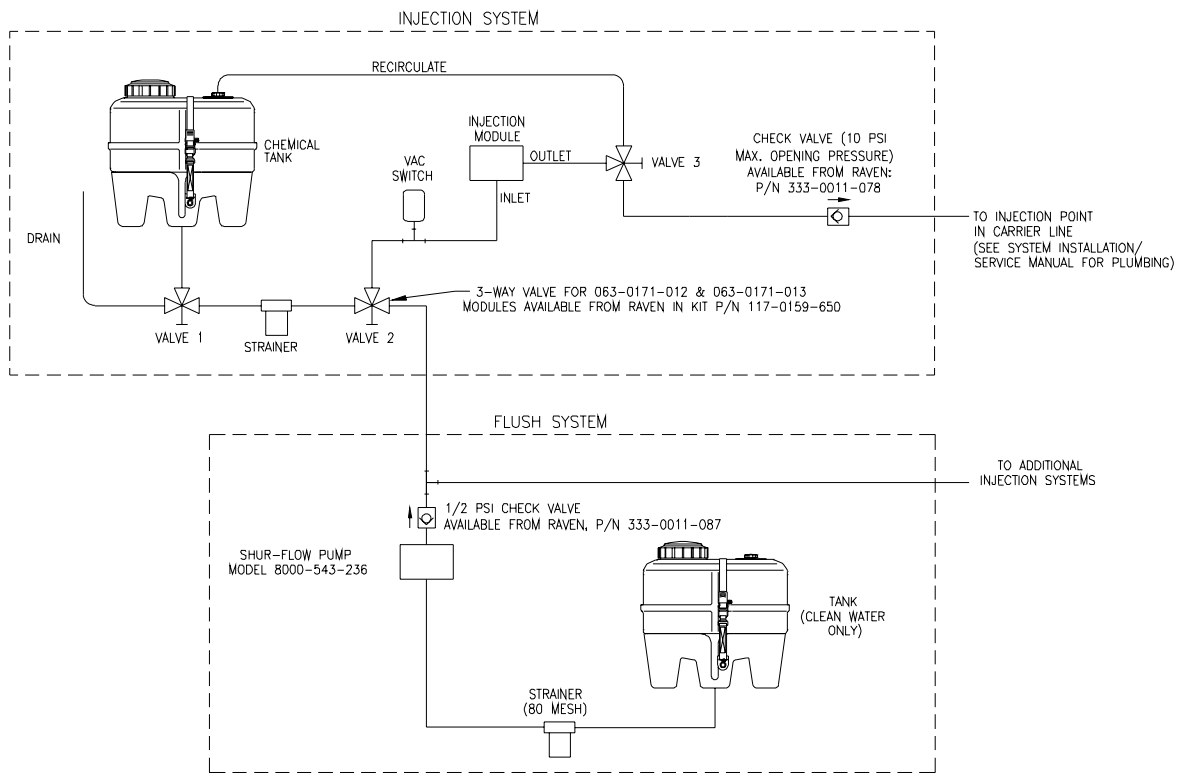 INJECTION SYSTEM
RECIRCULATE
CHEMICAL
TANK
VAC
SWITCH
INJECTION
MODULE
OUTLET
INLET
VALVE 3
CHECK VALVE (10 PSI
MAX. OPENING PRESSURE)
AVAILABLE FROM RAVEN:
P/N 333-0011-078
TO INJECTION POINT
IN CARRIER LINE
(SEE SYSTEM INSTALLATION/
SERVICE MANUAL FOR PLUMBING)
DRAIN
3-WAY VALVE FOR 063-0171-012 & 063-0171-013
MODULES AVAILABLE FROM RAVEN IN KIT P/N 117-0159-650
VALVE 1
STRAINER
VALVE 2
FLUSH SYSTEM
TO ADDITIONAL
INJECTION SYSTEMS
1/2 PSI CHECK VALVE
AVAILABLE FROM RAVEN, P/N 333-0011-087
SHUR-FLOW PUMP
MODEL 8000-543-236
TANK
(CLEAN WATER
ONLY)
STRAINER
(80 MESH)